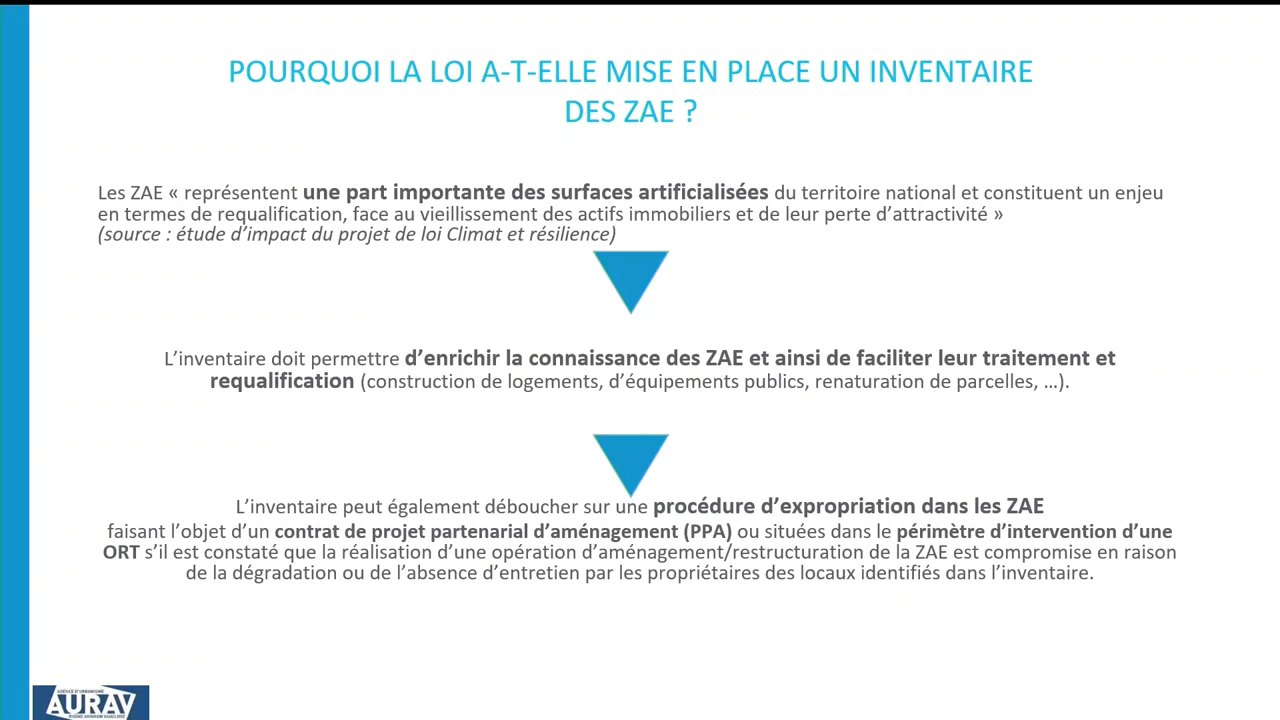 POURQUOI LA LOI A-T-ELLE MISE EN PLACE UN INVENTAIRE
DES ZAE ?
Les ZAE « représentent une part importante des surfaces artificialisées du territoire national et constituent un enjeu
en termes de requalification, face au vieillissement des actifs immobiliers et de leur perte d’attractivité »
(source : étude d’impact du projet de loi Climat et résilience)
L’inventaire doit permettre d’enrichir la connaissance des ZAE et ainsi de faciliter leur traitement et
requalification (construction de logements, d’équipements publics, renaturation de parcelles, …).
L’inventaire peut également déboucher sur une procédure d’expropriation dans les ZAE
faisant l’objet d’un contrat de projet partenarial d’aménagement (PPA) ou situées dans le périmètre d’intervention d’une
ORT s’il est constaté que la réalisation d’une opération d’aménagement/restructuration de la ZAE est compromise en raison
de la dégradation ou de l’absence d’entretien par les propriétaires des locaux identifiés dans l’inventaire.
AGENCE D'URBANISME
AURAV
RHÔNE AVIGNON VAUCLUSE